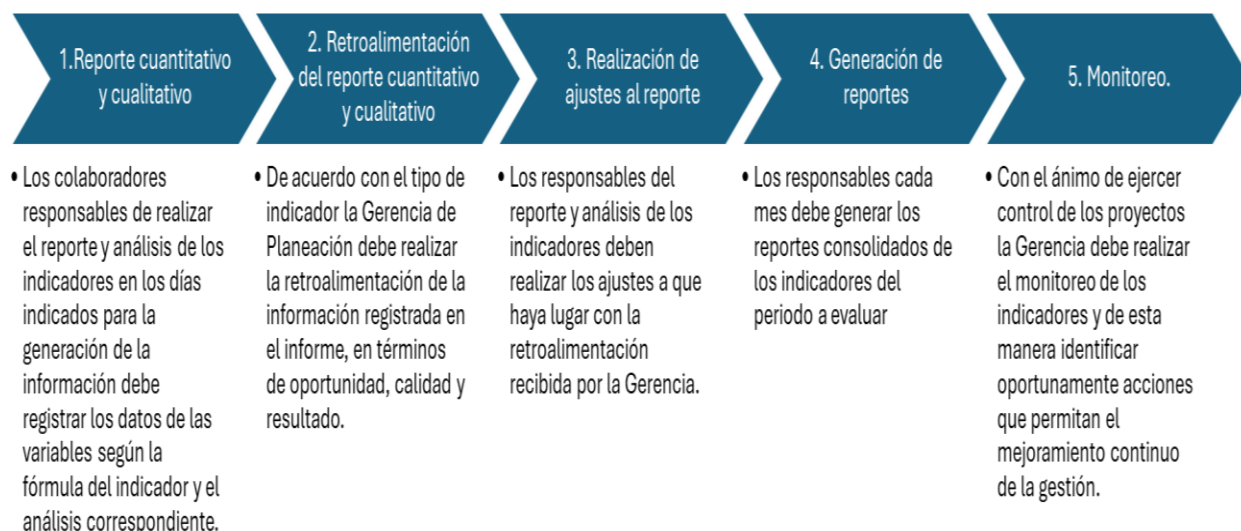 1.Reporte cuantitativo
y cualitativo
2. Retroalimentación
del reporte cuantitativo
y cualitativo
3. Realización de
ajustes al reporte
4. Generación de
reportes
5. Monitoreo.
• Los colaboradores
responsables de realizar
el reporte y análisis de los
indicadores en los días
indicados para la
generación de la
información debe
registrar los datos de las
variables según la
fórmula del indicador y el
análisis correspondiente.
• De acuerdo con el tipo de
indicador la Gerencia de
Planeación debe realizar
la retroalimentación de la
información registrada en
el informe, en términos
de oportunidad, calidad y
resultado.
• Los responsables del
reporte y análisis de los
indicadores deben
realizar los ajustes a que
haya lugar con la
retroalimentación
recibida por la Gerencia.
• Los responsables cada
mes debe generar los
reportes consolidados de
los indicadores del
periodo a evaluar
• Con el ánimo de ejercer
control de los proyectos
la Gerencia debe realizar
el monitoreo de los
indicadores y de esta
manera identificar
oportunamente acciones
que permitan el
mejoramiento continuo
de la gestión.